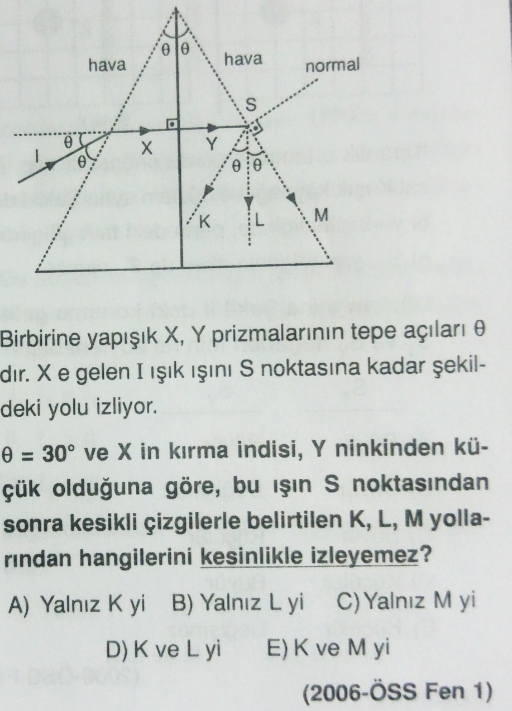 θ θ
hava
hava
normal
S
θ
X
Y
I
θ
θ θ
K
L
M
Birbirine yapışık X, Y prizmalarının tepe açıları θ
dır. X e gelen I ışık ışını S noktasına kadar şekil-
deki yolu izliyor.
θ = 30° ve X in kırma indisi, Y ninkinden kü-
çük olduğuna göre, bu ışın S noktasından
sonra kesikli çizgilerle belirtilen K, L, M yolla-
rından hangilerini kesinlikle izleyemez?
A) Yalnız K yi B) Yalnız L yi C) Yalnız M yi
D) K ve L yi E) K ve M yi
(2006-ÖSS Fen 1)